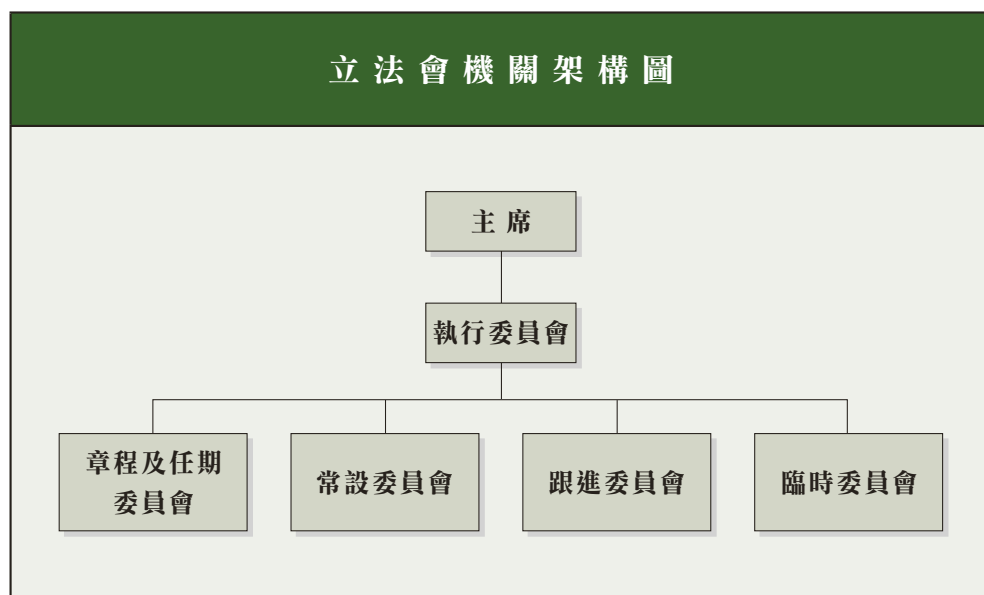 立法會機關架構圖
主席
執行委員會
章程及任期
委員會
常設委員會
跟進委員會
臨時委員會